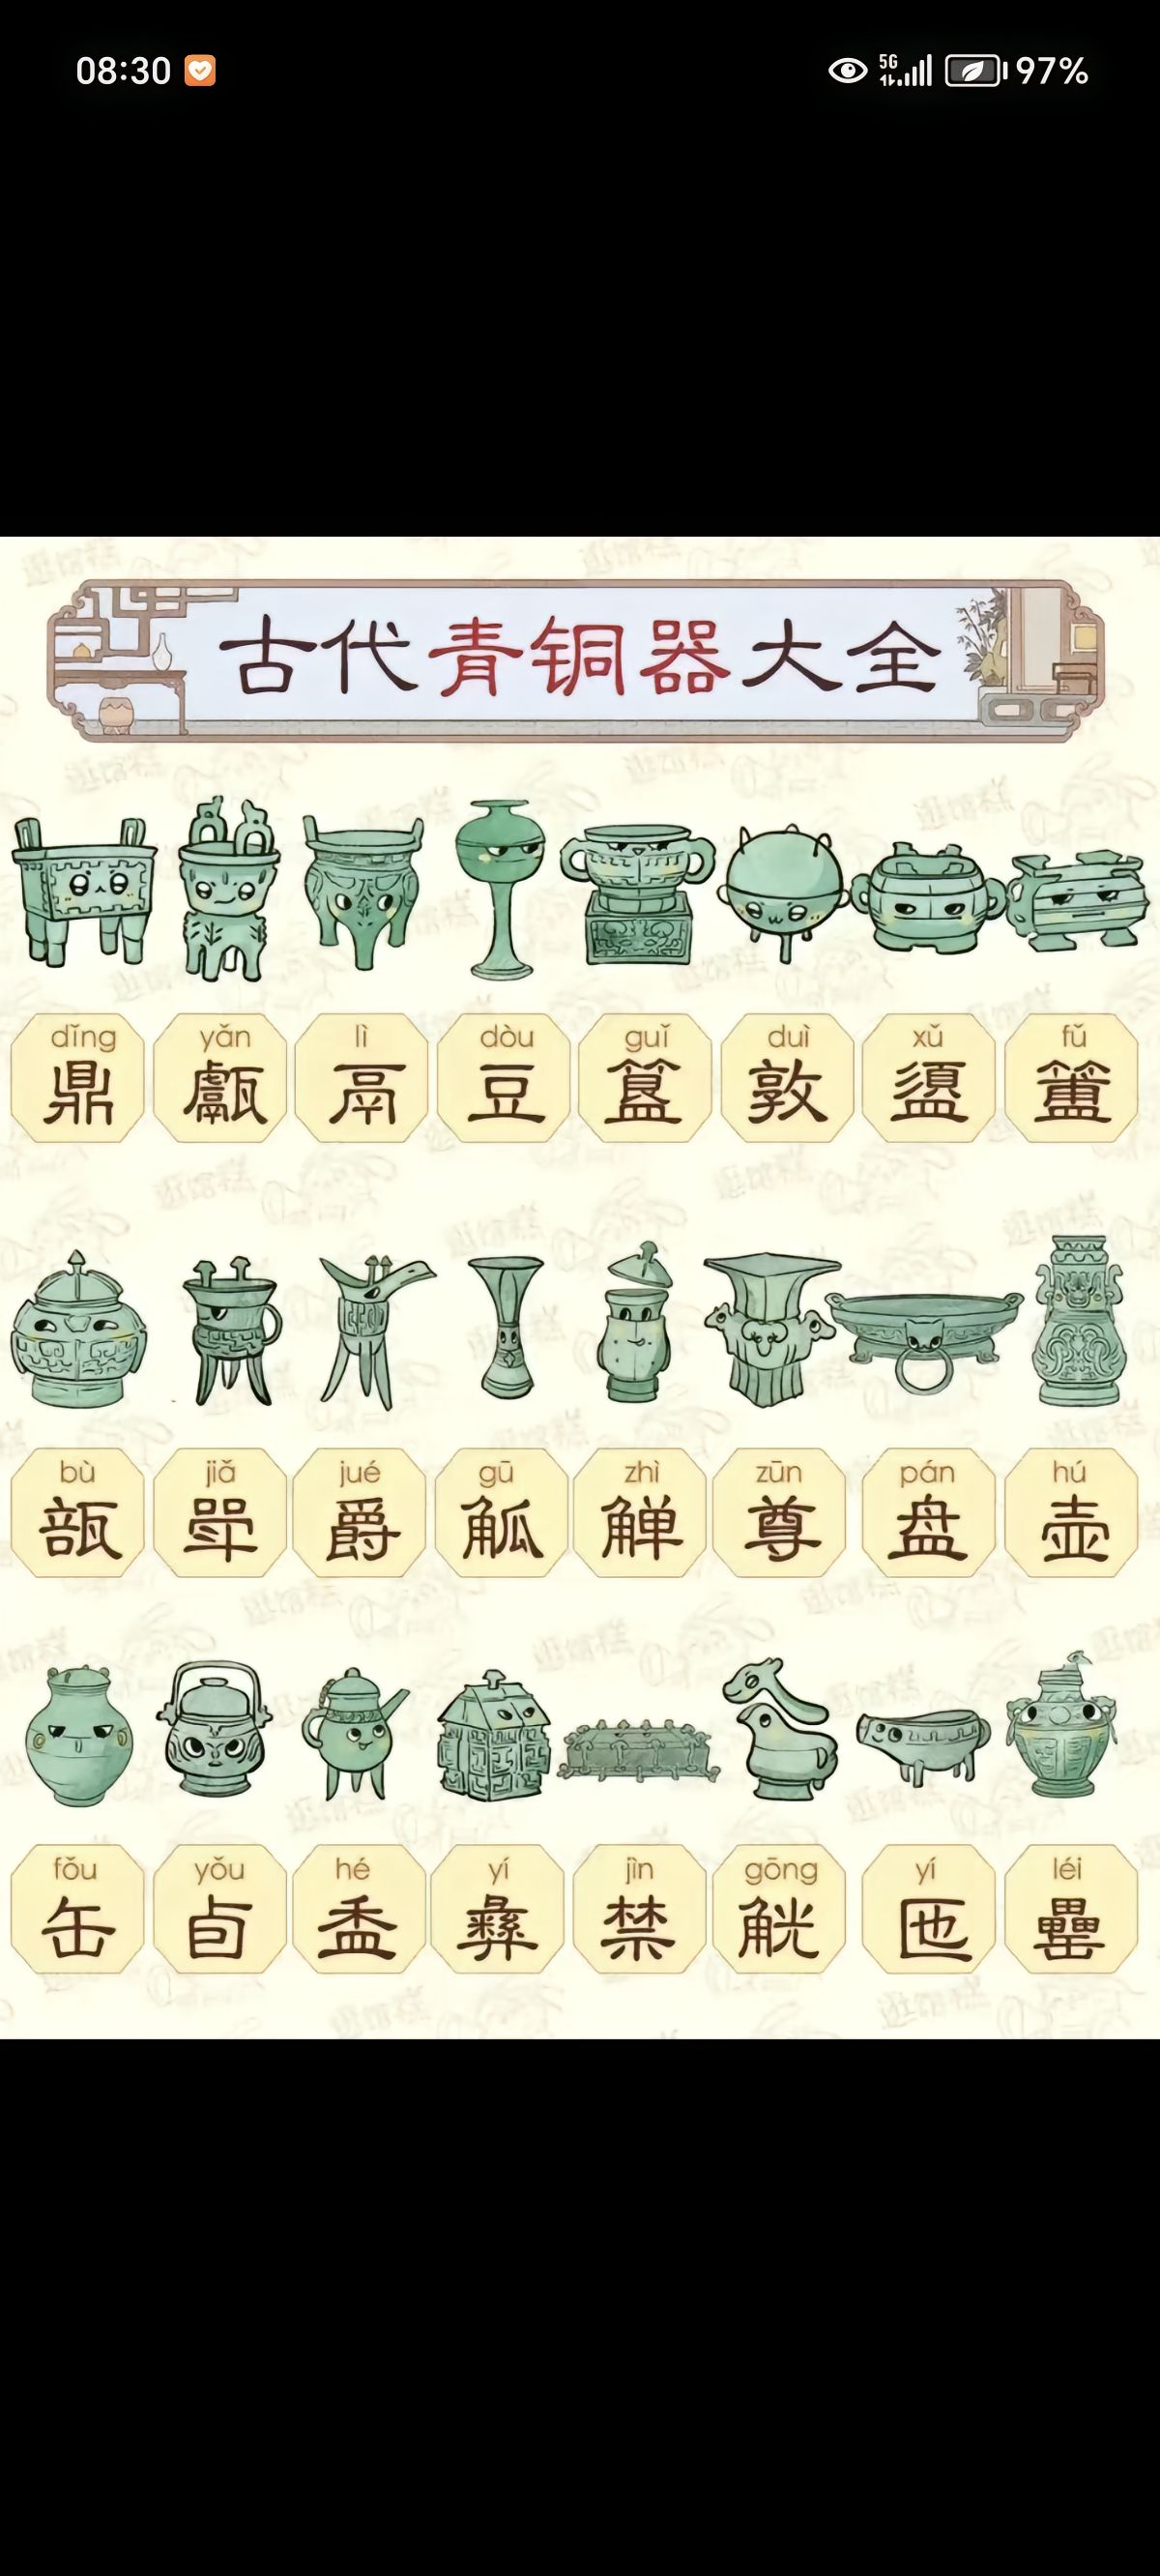 08:30 5G 97%
古代青铜器大全
dǐng yǎn lì dòu guǐ duì xǔ fǔ
鼎 甗 鬲 豆 簋 敦 盨 簠
bù jiǎ jué gū zhì zūn pán hú
瓿 斝 爵 觚 觯 尊 盘 壶
fǒu yǒu hé yí jìn gōng yí léi
缶 卣 盉 彝 禁 觥 匜 罍